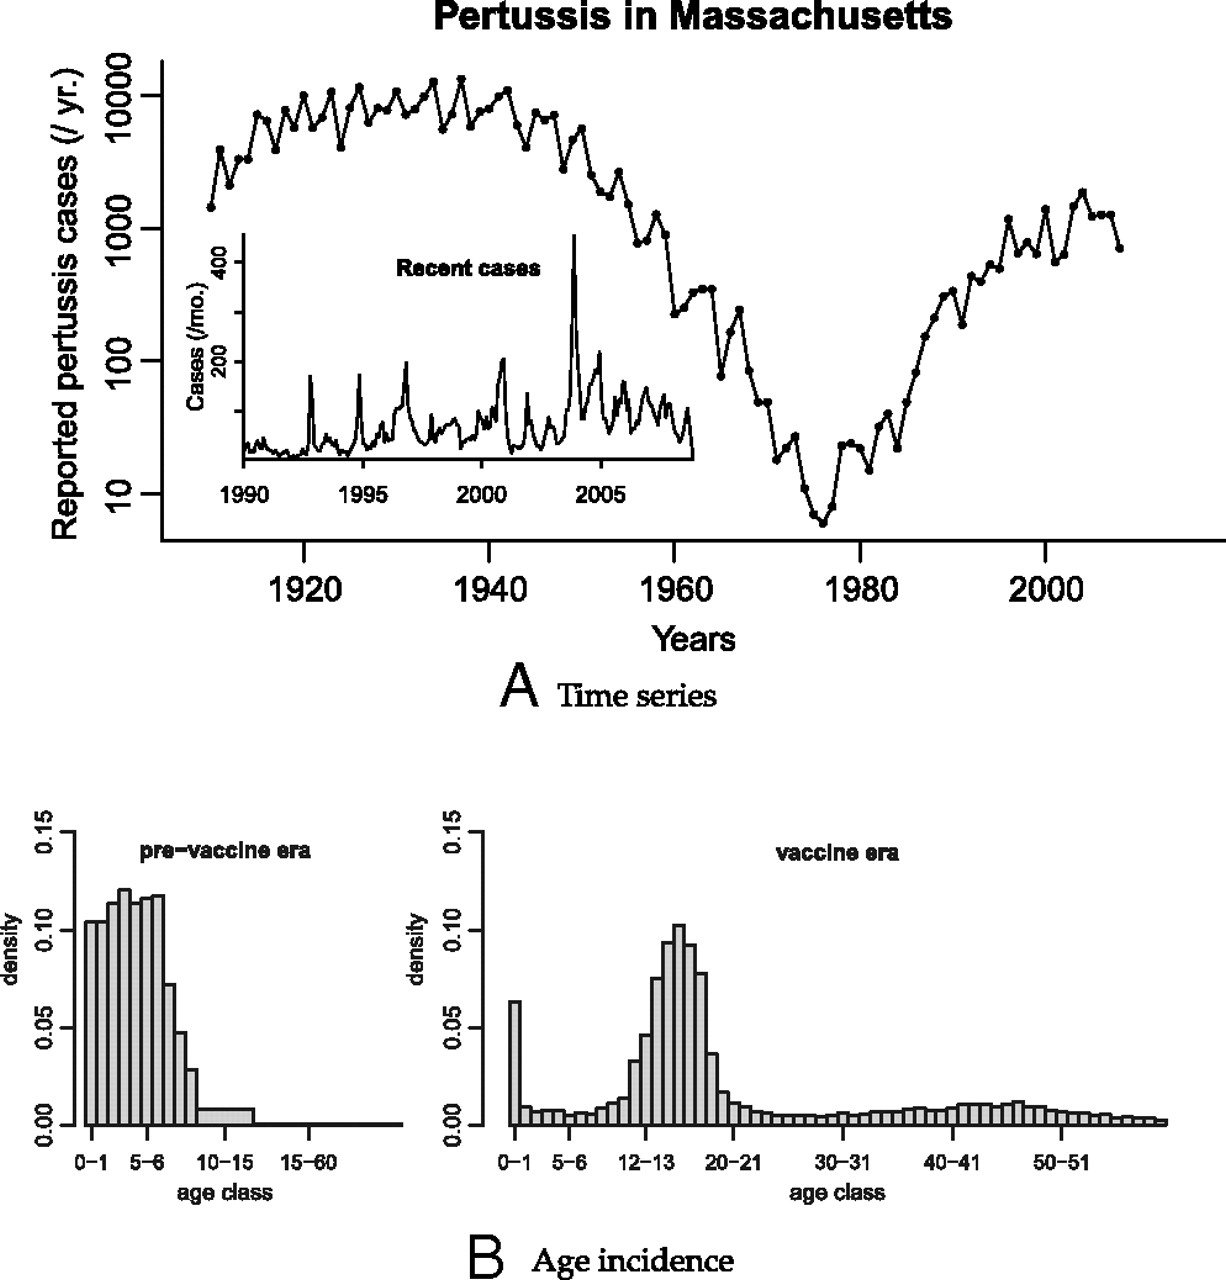 Pertussis in Massachusetts
Reported pertussis cases (/ yr.)
10000
1000
100
10
Recent cases
Cases (/mo.)
400
200
1990 1995 2000 2005
1920 1940 1960 1980 2000
Years
A Time series
pre-vaccine era
density
0.15
0.10
0.05
0.00
0-1 5-6 10-15 15-60
age class
vaccine era
density
0.15
0.10
0.05
0.00
0-1 5-6 12-13 20-21 30-31 40-41 50-51
age class
B Age incidence